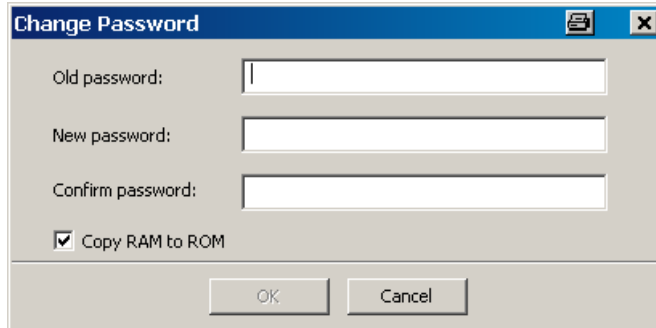 Change Password
Old password:
New password:
Confirm password:
Copy RAM to ROM
OK Cancel